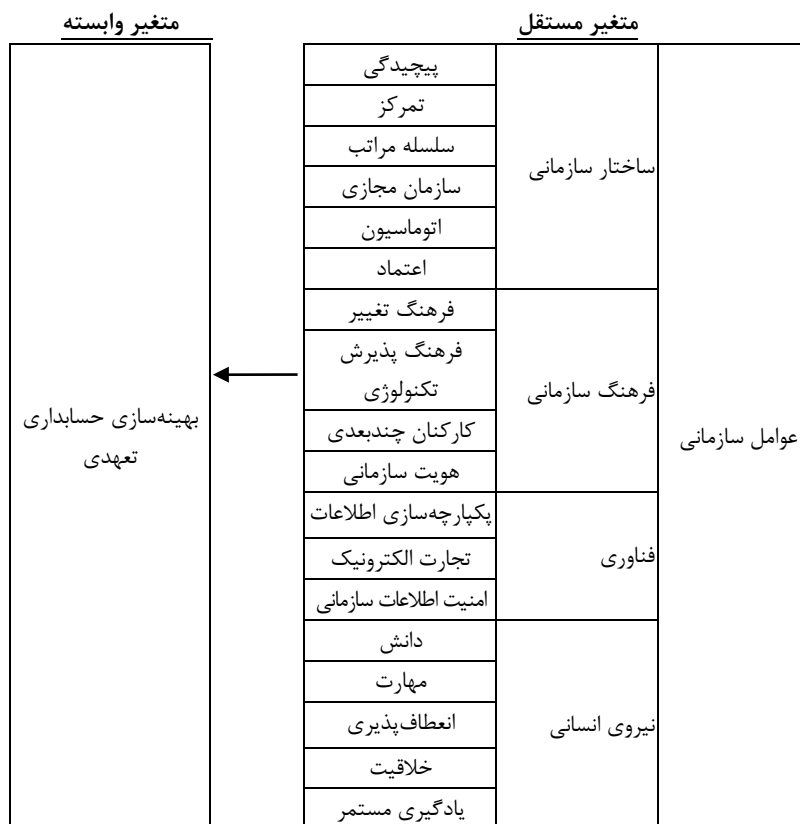 متغیر مستقل
متغیر وابسته
عوامل سازمانی
ساختار سازمانی
پیچیدگی
تمرکز
سلسله مراتب
سازمان مجازی
اتوماسیون
اعتماد
فرهنگ سازمانی
فرهنگ تغییر
فرهنگ پذیرش
تکنولوژی
کارکنان چندبعدی
هویت سازمانی
فناوری
یکپارچه‌سازی اطلاعات
تجارت الکترونیک
امنیت اطلاعات سازمانی
نیروی انسانی
دانش
مهارت
انعطاف‌پذیری
خلاقیت
یادگیری مستمر
بهینه‌سازی حسابداری
تعهدی